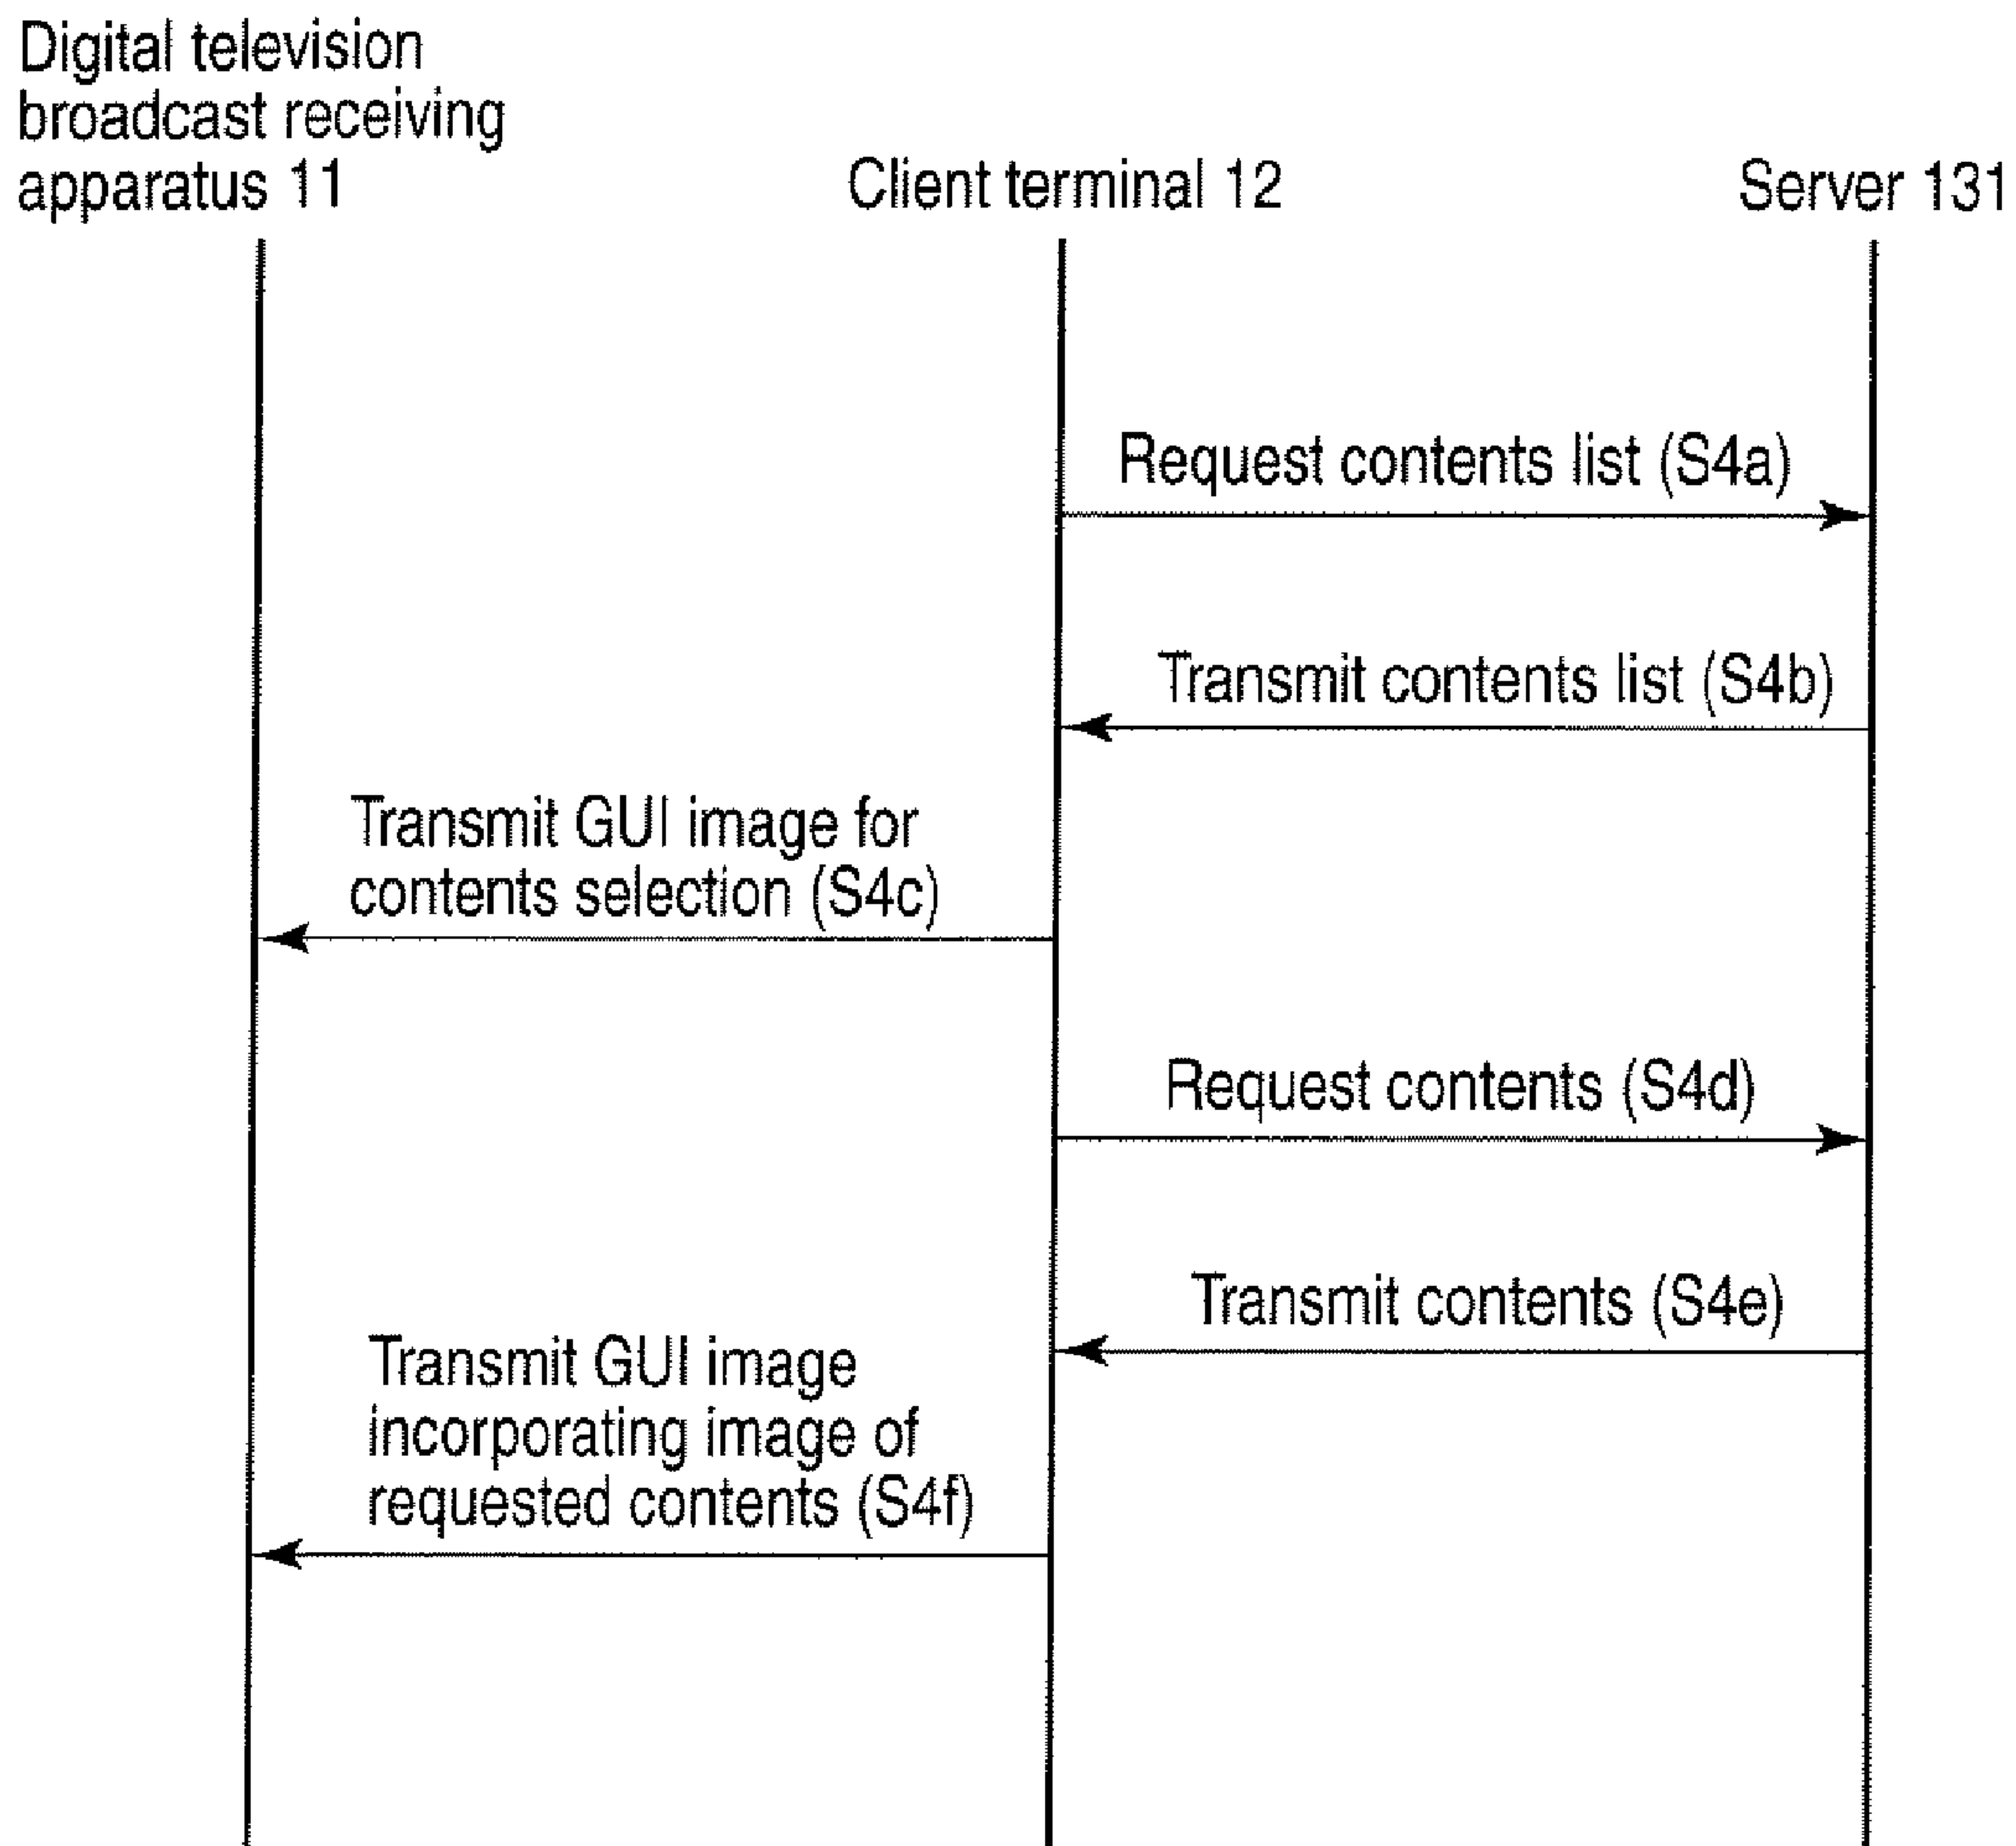 Digital television
broadcast receiving
apparatus 11
Client terminal 12
Server 131
Request contents list (S4a)
Transmit contents list (S4b)
Transmit GUI image for
contents selection (S4c)
Request contents (S4d)
Transmit contents (S4e)
Transmit GUI image
incorporating image of
requested contents (S4f)